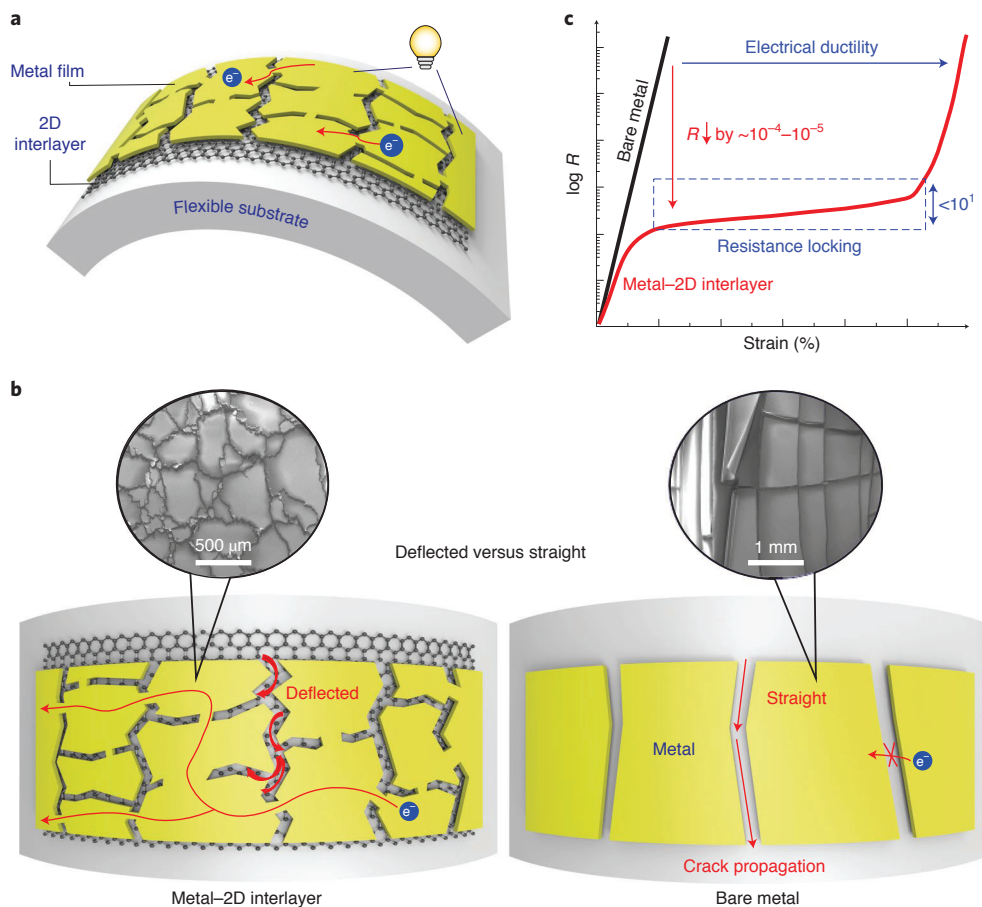 a
Metal film
2D
interlayer
e⁻
e⁻
Flexible substrate
c
log R
Bare metal
Electrical ductility
R ↓ by ~10⁻⁴–10⁻⁵
<10¹
Resistance locking
Metal–2D interlayer
Strain (%)
b
500 μm
Deflected versus straight
1 mm
Deflected
e⁻
Metal–2D interlayer
Straight
Metal
e⁻
Crack propagation
Bare metal